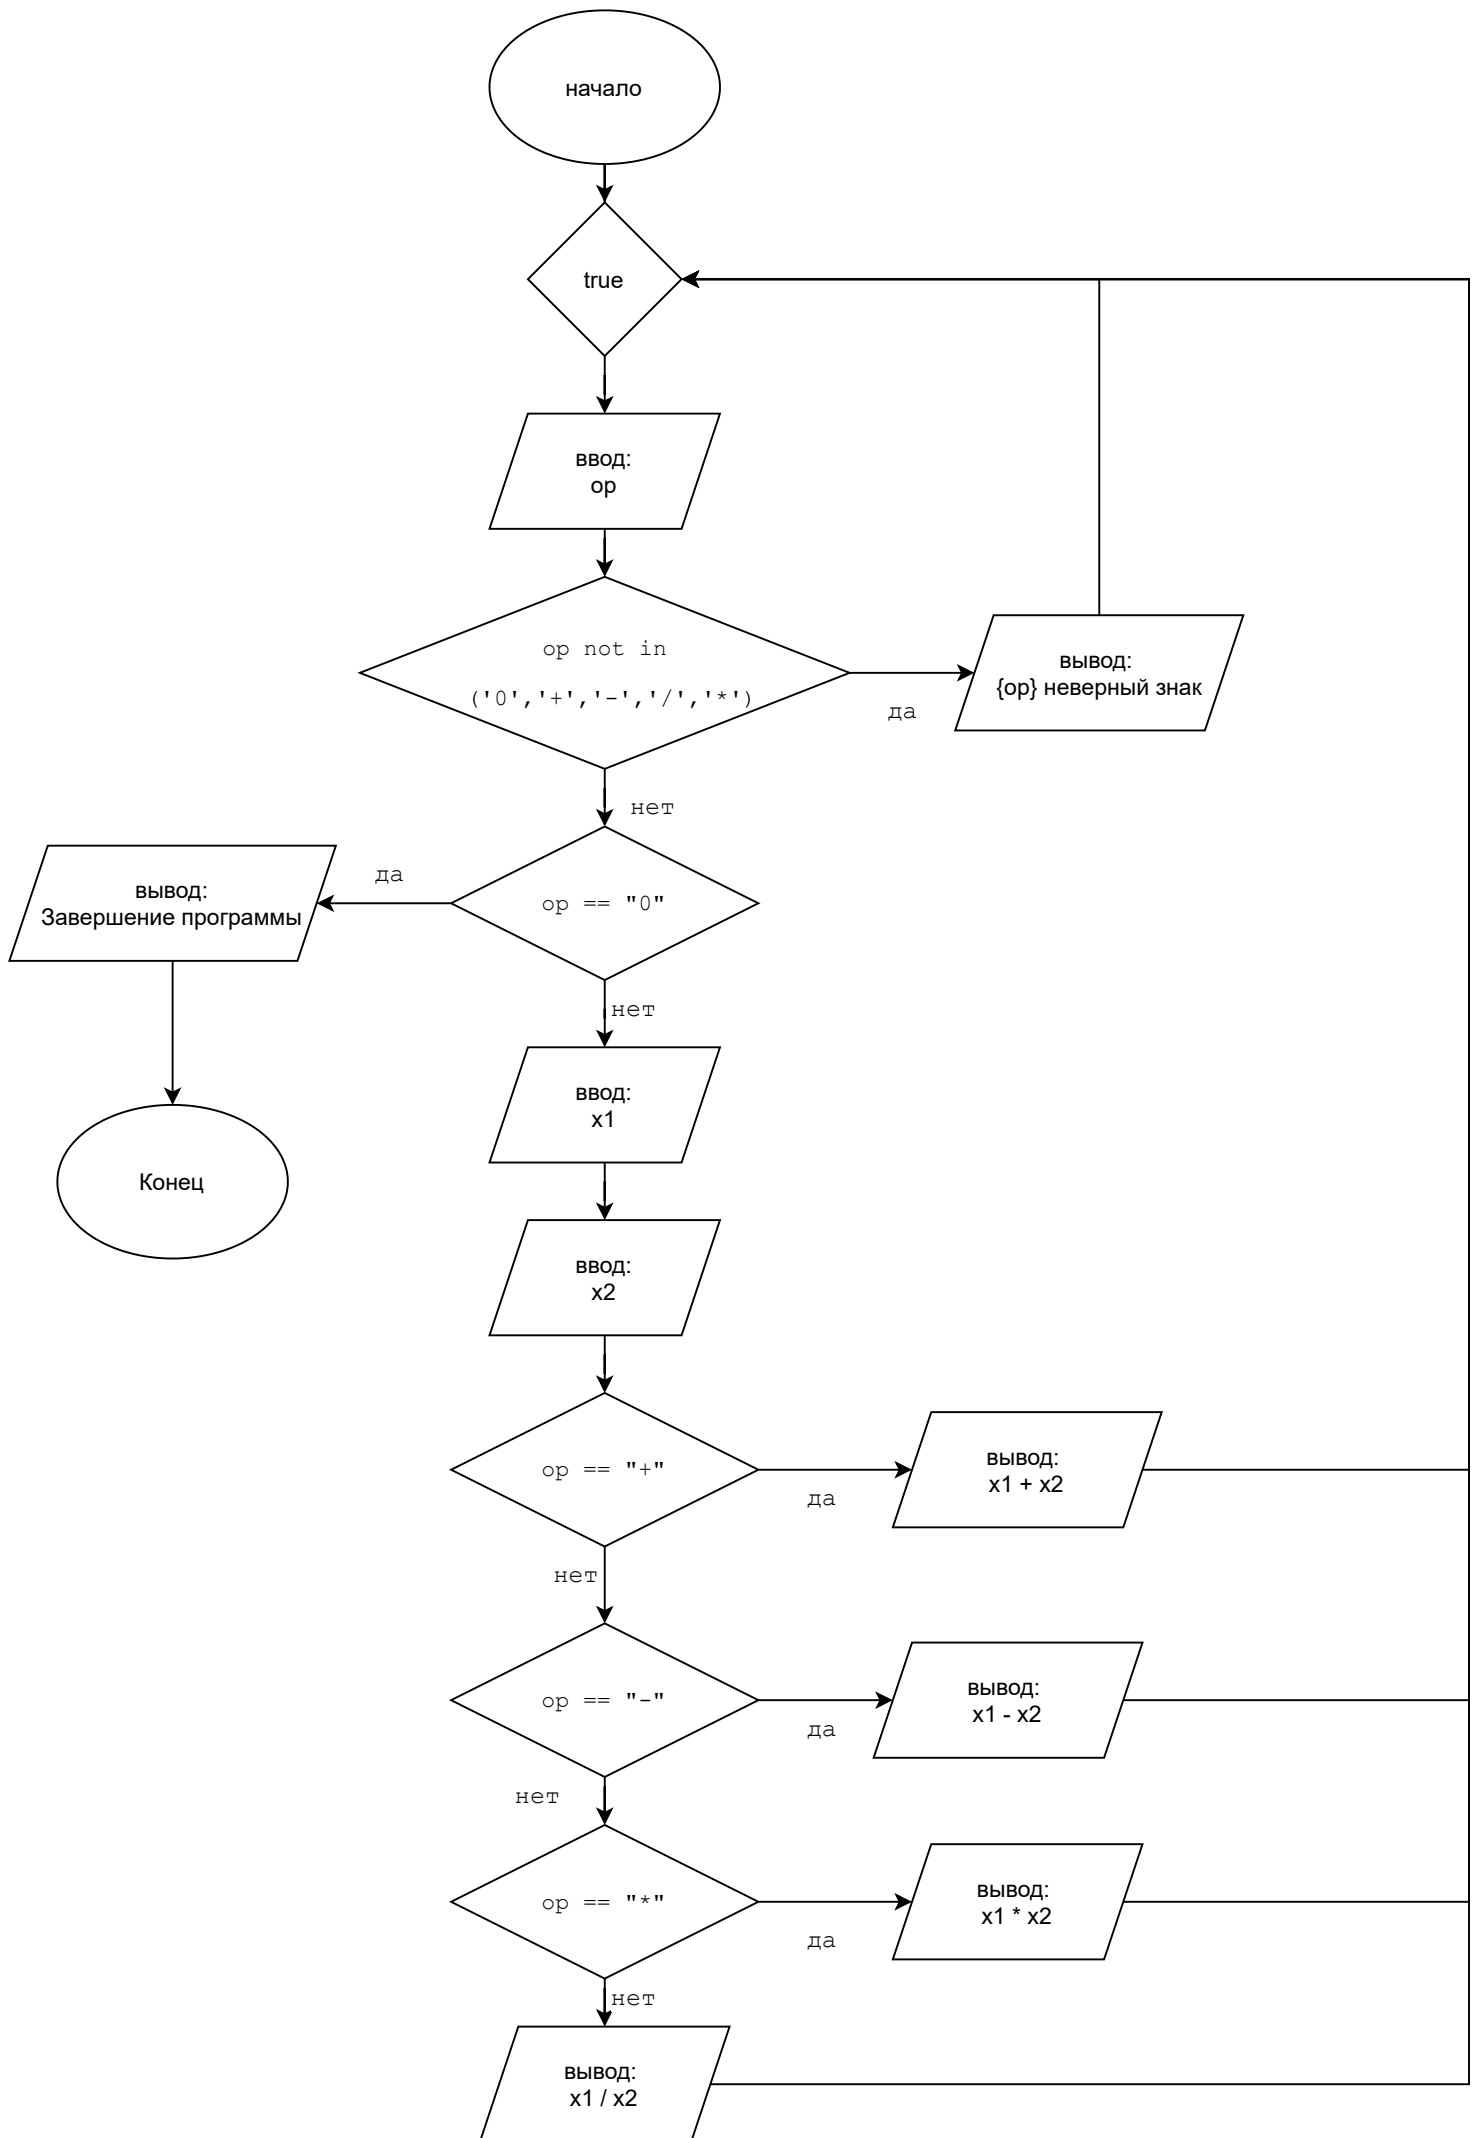 начало
true
ввод:
op
op not in
('0','+','-','/','*')
да
вывод:
{op} неверный знак
нет
op == "0"
да
вывод:
Завершение программы
Конец
нет
ввод:
x1
ввод:
x2
op == "+"
да
вывод:
x1 + x2
нет
op == "-"
да
вывод:
x1 - x2
нет
op == "*"
да
вывод:
x1 * x2
нет
вывод:
x1 / x2